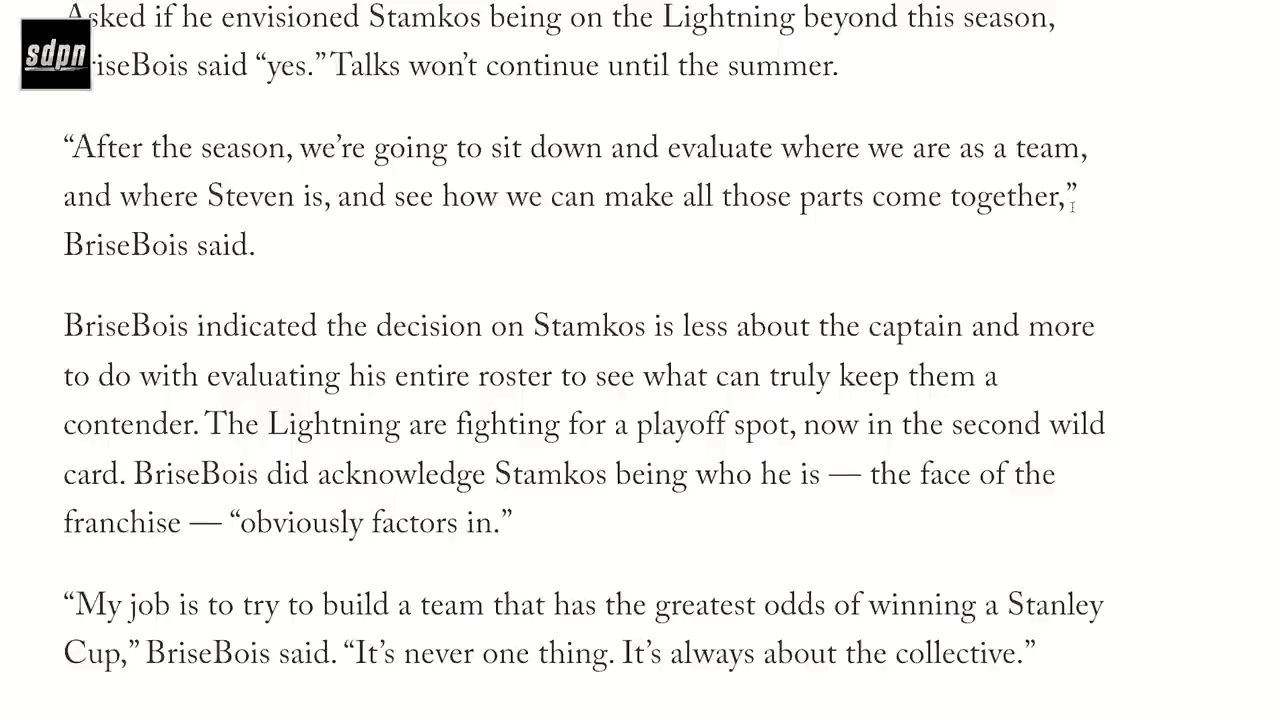 Asked if he envisioned Stamkos being on the Lightning beyond this season,
sdpn
BriseBois said “yes.” Talks won’t continue until the summer.
“After the season, we’re going to sit down and evaluate where we are as a team,
and where Steven is, and see how we can make all those parts come together,”
BriseBois said.
BriseBois indicated the decision on Stamkos is less about the captain and more
to do with evaluating his entire roster to see what can truly keep them a
contender. The Lightning are fighting for a playoff spot, now in the second wild
card. BriseBois did acknowledge Stamkos being who he is — the face of the
franchise — “obviously factors in.”
“My job is to try to build a team that has the greatest odds of winning a Stanley
Cup,” BriseBois said. “It’s never one thing. It’s always about the collective.”